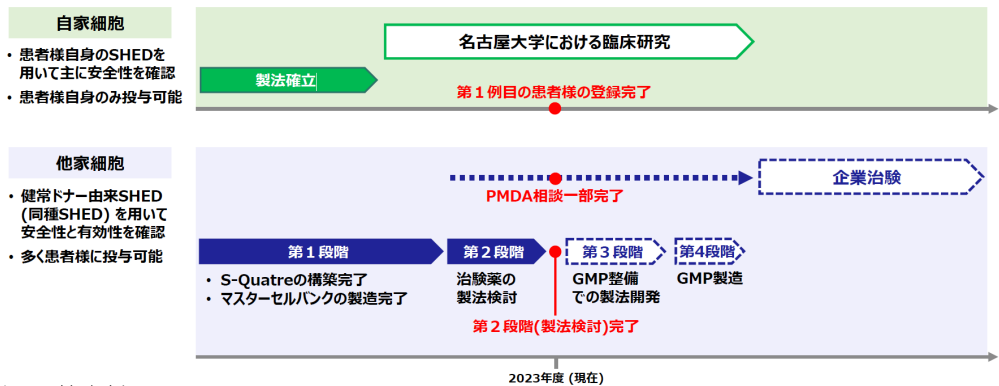 自家細胞
• 患者様自身のSHEDを
用いて主に安全性を確認
• 患者様自身のみ投与可能
名古屋大学における臨床研究
製法確立
第1例目の患者様の登録完了
他家細胞
• 健常ドナー由来SHED
(同種SHED) を用いて
安全性と有効性を確認
• 多く患者様に投与可能
企業治験
PMDA相談一部完了
第1段階
第2段階
第3段階
第4段階
• S-Quatreの構築完了
• マスターセルバンクの製造完了
治験薬の
製法検討
GMP整備
での製法開発
GMP製造
第2段階(製法検討)完了
2023年度 (現在)